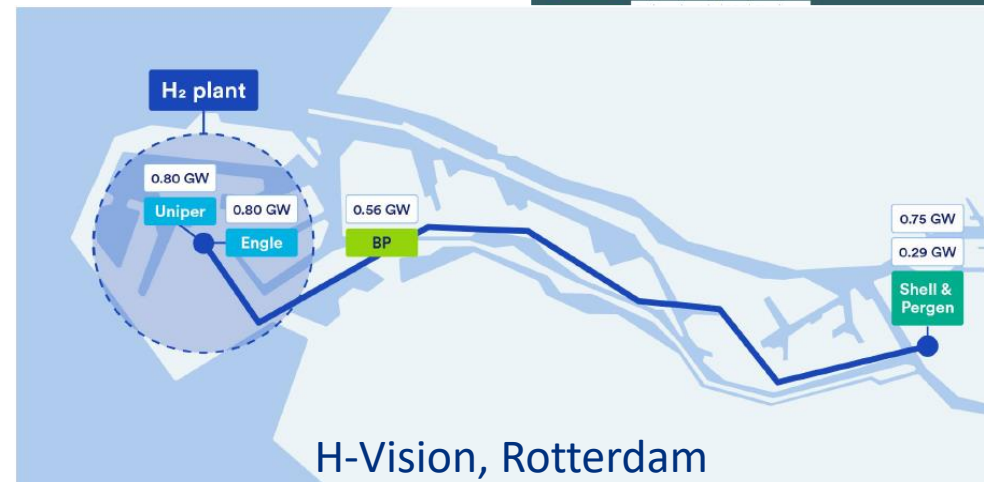 H₂ plant
0.80 GW
Uniper
0.80 GW
Engle
0.56 GW
BP
0.75 GW
0.29 GW
Shell &
Pergen
H-Vision, Rotterdam